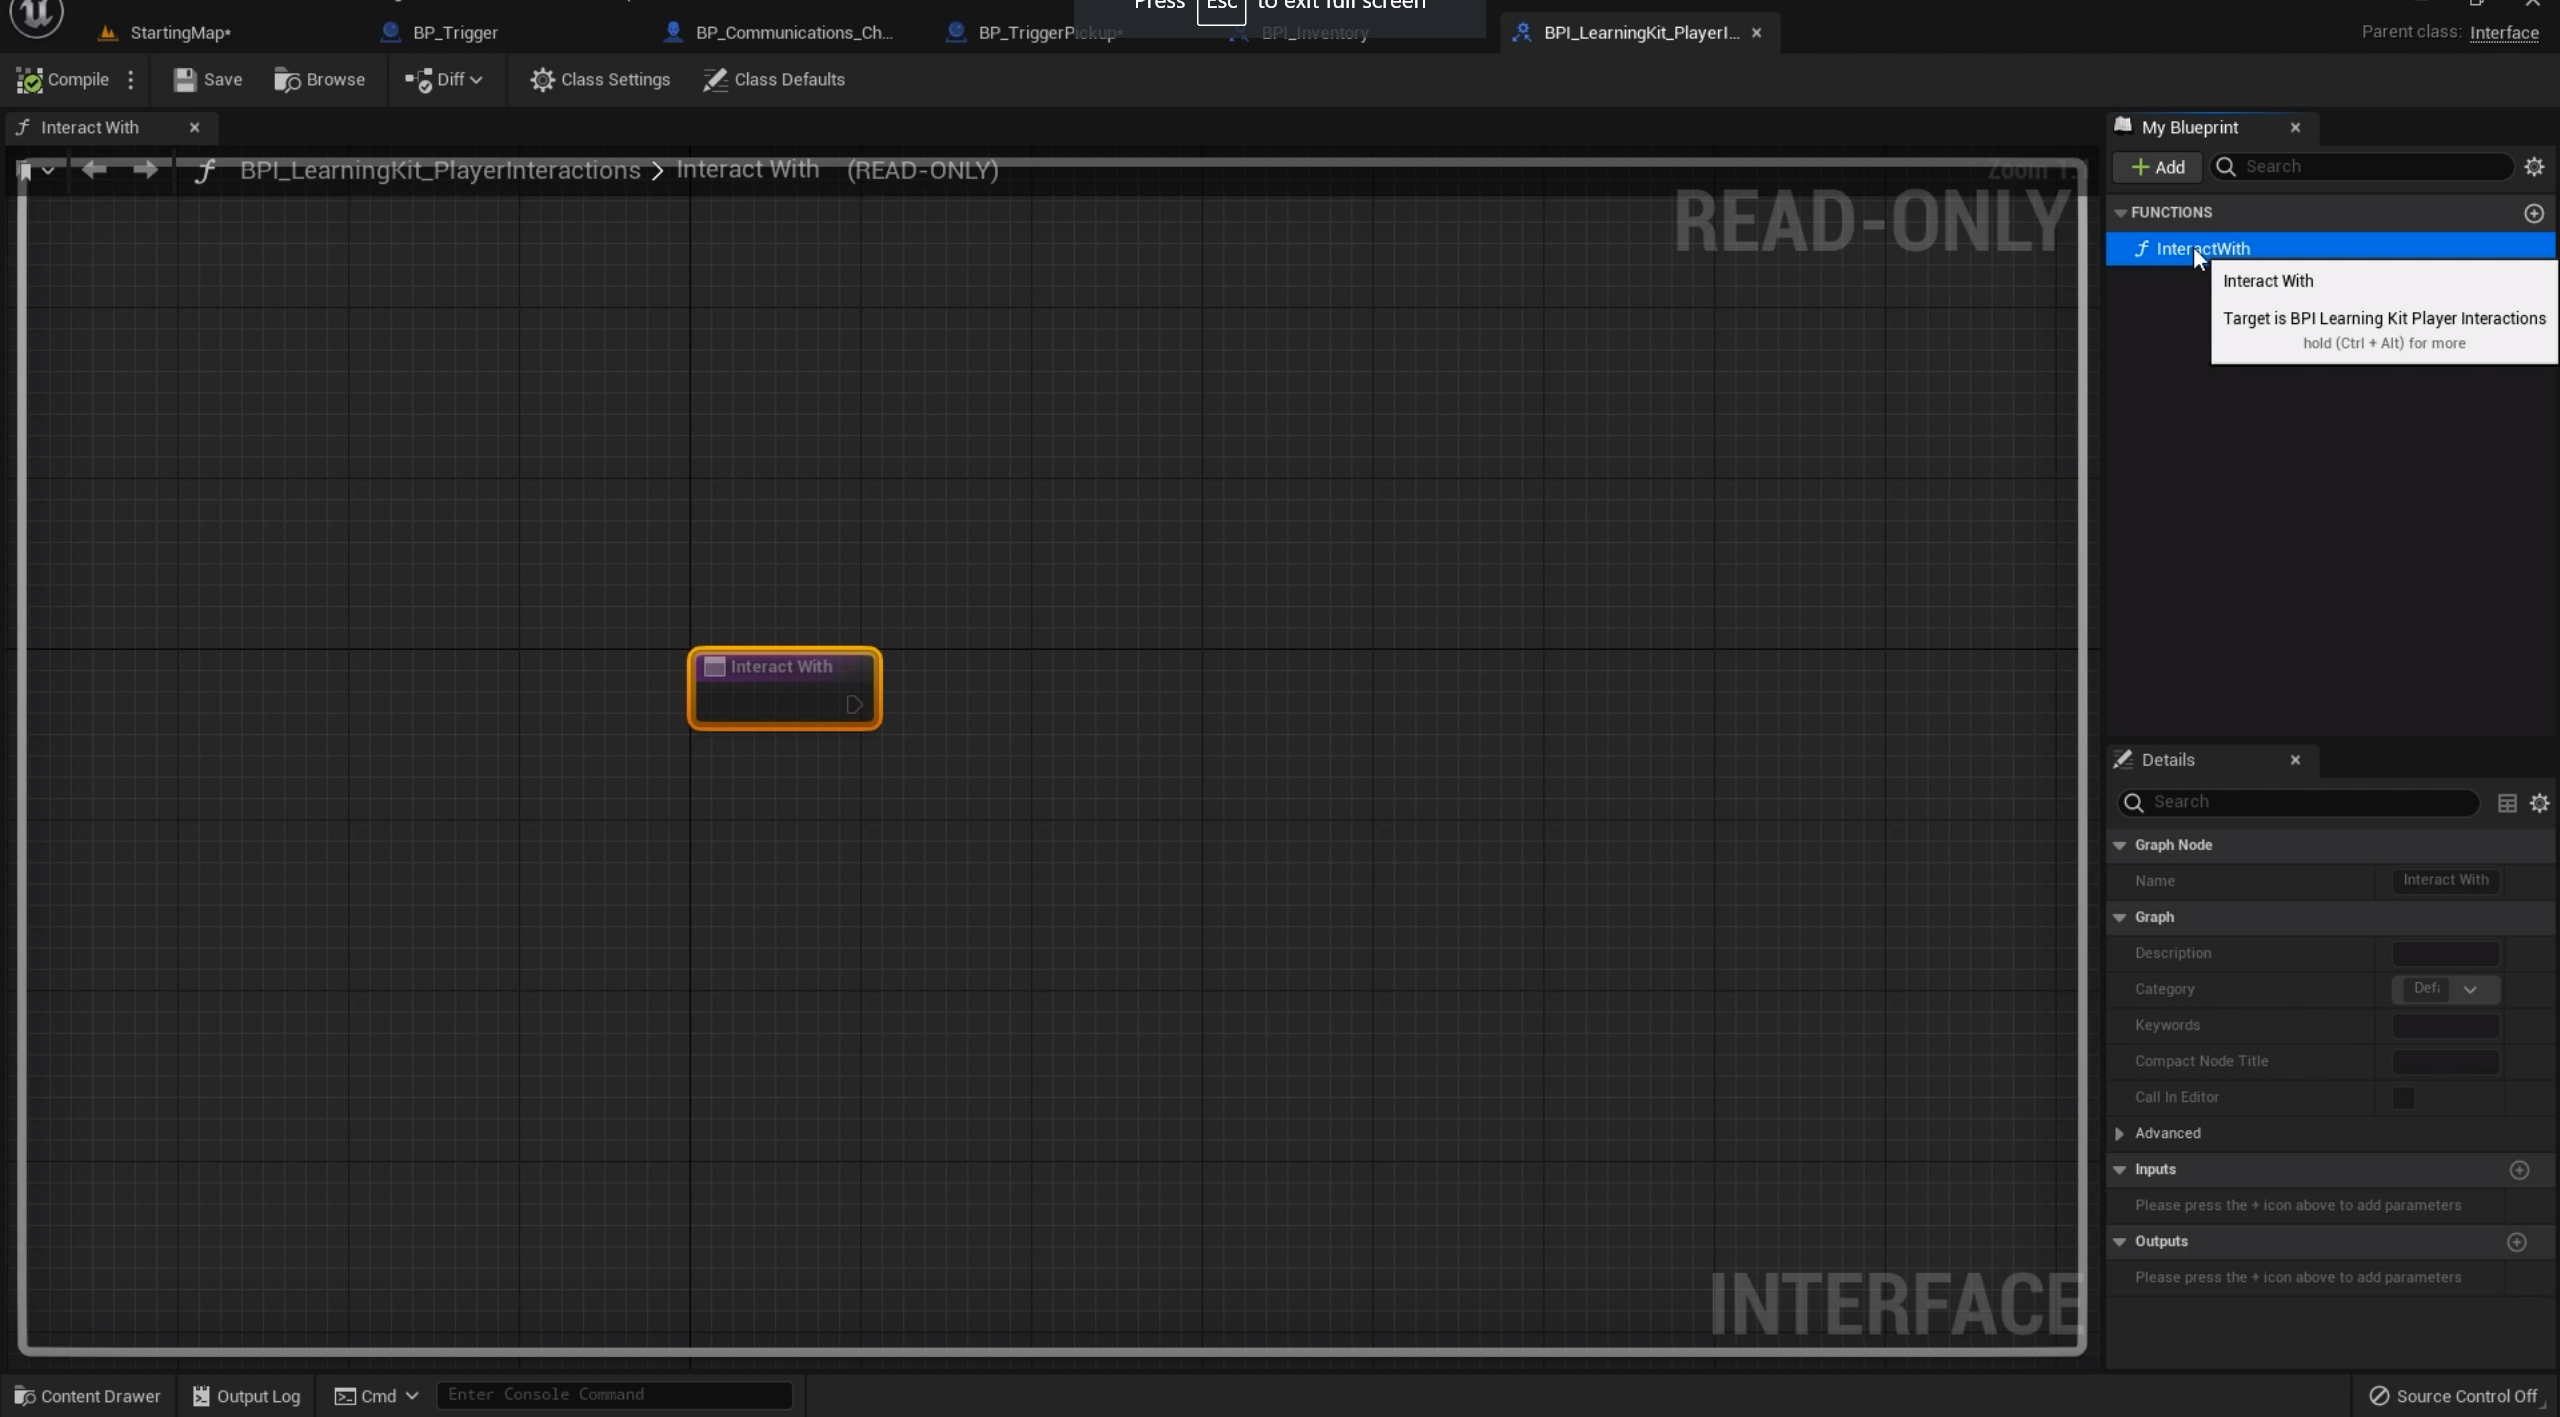 Press Esc to exit full screen
StartingMap*
BP_Trigger
BP_Communications_Ch...
BP_TriggerPickup*
BPI_Inventory
BPI_LearningKit_PlayerI...
Parent class: Interface
Compile
Save
Browse
Diff
Class Settings
Class Defaults
Interact With
BPI_LearningKit_PlayerInteractions > Interact With (READ-ONLY)
Zoom 1:
READ-ONLY
Interact With
INTERFACE
My Blueprint
Add
Search
FUNCTIONS
InteractWith
Interact With
Target is BPI Learning Kit Player Interactions
hold (Ctrl + Alt) for more
Details
Search
Graph Node
Name
Interact With
Graph
Description
Category
Defa
Keywords
Compact Node Title
Call In Editor
Advanced
Inputs
Please press the + icon above to add parameters
Outputs
Please press the + icon above to add parameters
Content Drawer
Output Log
Cmd
Enter Console Command
Source Control Off